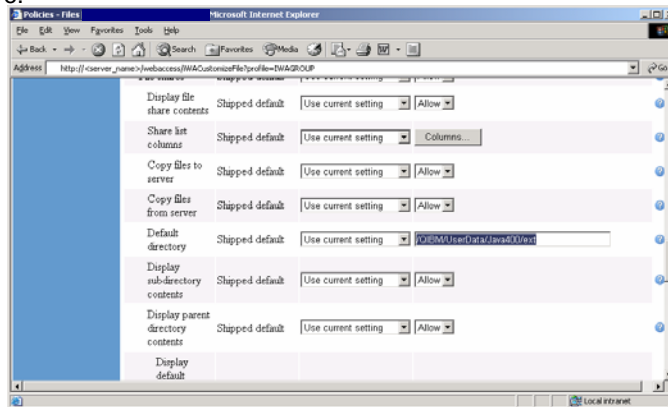 Policies - Files Microsoft Internet Explorer
File Edit View Favorites Tools Help
Back Search Favorites Media
Address http://<server_name>/webaccess/iWACustomizeFile?profile=IWAGROUP Go
Display file share contents Shipped default Use current setting Allow
Share list columns Shipped default Use current setting Columns...
Copy files to server Shipped default Use current setting Allow
Copy files from server Shipped default Use current setting Allow
Default directory Shipped default Use current setting /QIBM/UserData/Java400/ext
Display subdirectory contents Shipped default Use current setting Allow
Display parent directory contents Shipped default Use current setting Allow
Display default
Local intranet